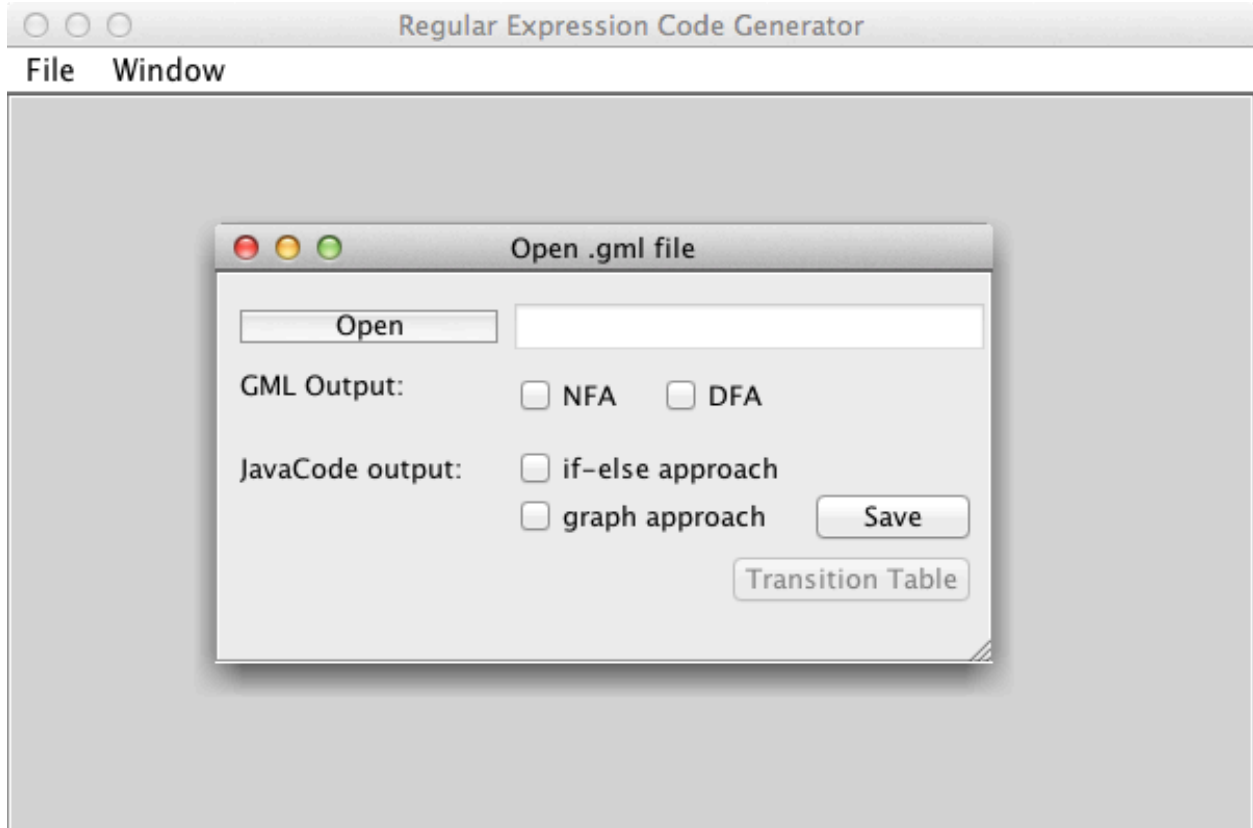 Regular Expression Code Generator
File Window
Open .gml file
Open
GML Output: NFA DFA
JavaCode output: if-else approach
graph approach Save
Transition Table